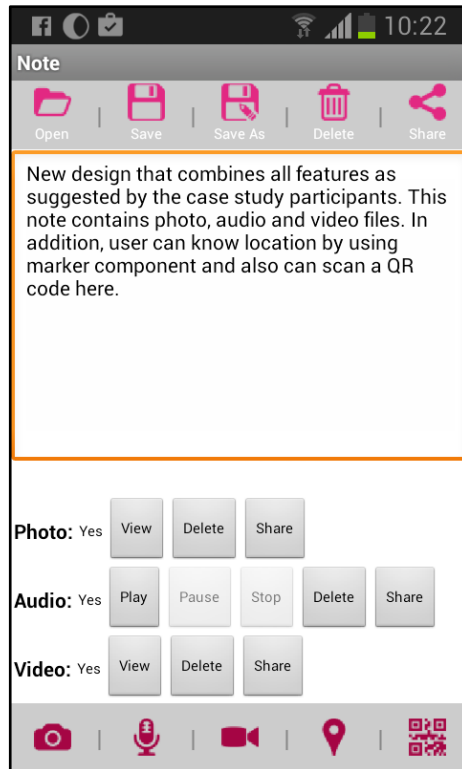 10:22
Note
Open | Save | Save As | Delete | Share
New design that combines all features as
suggested by the case study participants. This
note contains photo, audio and video files. In
addition, user can know location by using
marker component and also can scan a QR
code here.
Photo: Yes View Delete Share
Audio: Yes Play Pause Stop Delete Share
Video: Yes View Delete Share